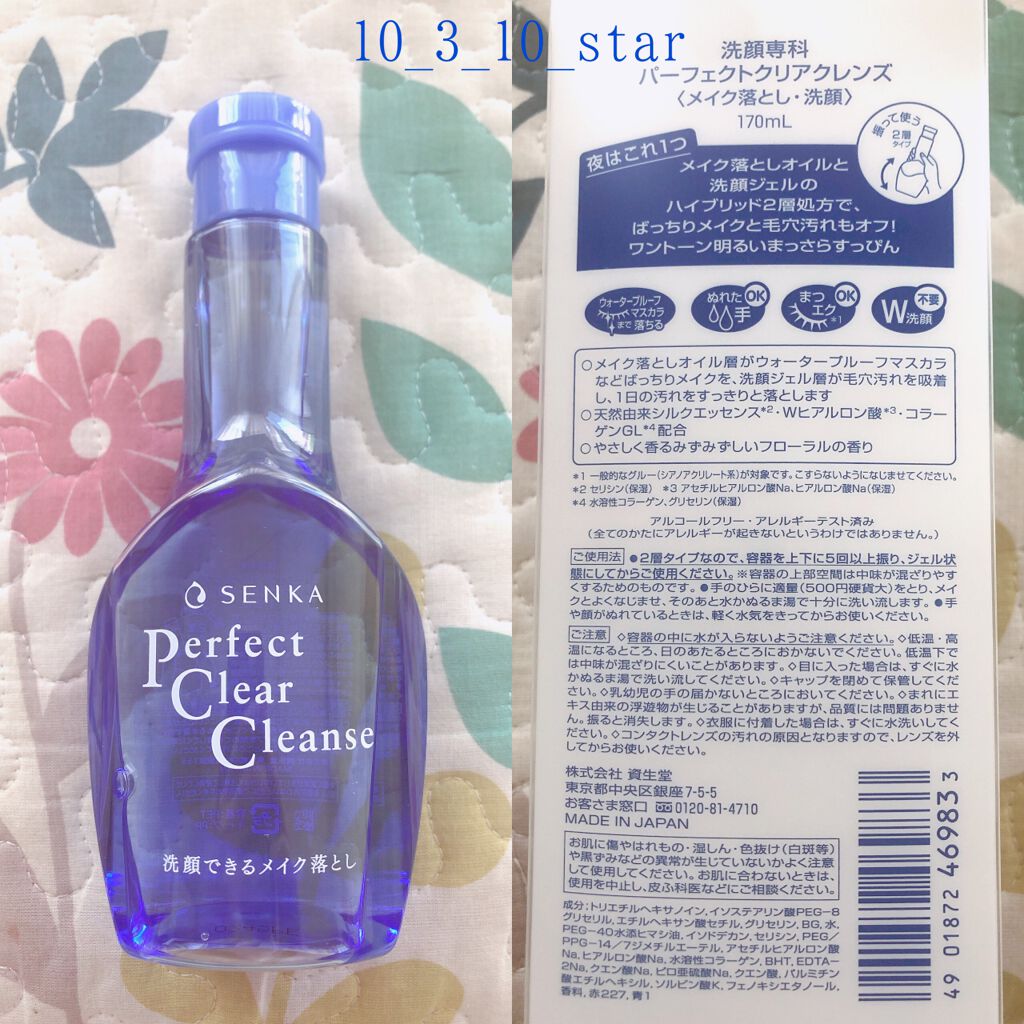 10_3_10_star
SENKA
Perfect
Clear
Cleanse
洗顔できるメイク落とし
洗顔専科
パーフェクトクリアクレンズ
〈メイク落とし・洗顔〉
170mL
振って使う
2層
タイプ
夜はこれ1つ
メイク落としオイルと
洗顔ジェルの
ハイブリッド2層処方で、
ばっちりメイクと毛穴汚れもオフ!
ワントーン明るいまっさらすっぴん
ウォータープルーフ
マスカラ
まで落ちる
ぬれた
手
OK
まつ
エク*1
OK
W洗顔
不要
○メイク落としオイル層がウォータープルーフマスカラ
などばっちりメイクを、洗顔ジェル層が毛穴汚れを吸着
し、1日の汚れをすっきりと落とします
○天然由来シルクエッセンス*2・Wヒアルロン酸*3・コラー
ゲンGL*4配合
○やさしく香るみずみずしいフローラルの香り
*1 一般的なグルー(シアノアクリレート系)が対象です。こすらないようになじませてください。
*2 セリシン(保湿) *3 アセチルヒアルロン酸Na、ヒアルロン酸Na(保湿)
*4 水溶性コラーゲン、グリセリン(保湿)
アルコールフリー・アレルギーテスト済み
(全てのかたにアレルギーが起きないというわけではありません。)
ご使用法 ●2層タイプなので、容器を上下に5回以上振り、ジェル状
態にしてからご使用ください。※容器の上部空間は中味が混ざりやす
くするためのものです。●手のひらに適量(500円硬貨大)をとり、メイ
クとよくなじませ、そのあと水かぬるま湯で十分に洗い流します。●手
や顔がぬれているときは、軽く水気をきってからお使いください。
ご注意 ◇容器の中に水が入らないようご注意ください。◇低温・高
温になるところ、日のあたるところにおかないでください。低温下で
は中味が混ざりにくいことがあります。◇目に入った場合は、すぐに水
かぬるま湯で洗い流してください。◇キャップを閉めて保管してくださ
い。◇乳幼児の手の届かないところにおいてください。◇まれにエ
キス由来の浮遊物が生じることがありますが、品質には問題ありませ
ん。振ると消失します。◇衣服に付着した場合は、すぐに水洗いしてく
ださい。◇コンタクトレンズの汚れの原因となりますので、レンズを外
してからお使いください。
株式会社 資生堂
東京都中央区銀座7-5-5
お客さま窓口 0120-81-4710
MADE IN JAPAN
お肌に傷やはれもの・湿しん・色抜け(白斑等)
や黒ずみなどの異常が生じていないかよく注意
して使用してください。お肌に合わないときは、
使用を中止し、皮ふ科医などにご相談ください。
成分:トリエチルヘキサノイン、イソステアリン酸PEG-8
グリセリル、エチルヘキサン酸セチル、グリセリン、BG、水、
PEG-40水添ヒマシ油、イソドデカン、セリシン、PEG/
PPG-14/7ジメチルエーテル、アセチルヒアルロン酸
Na、ヒアルロン酸Na、水溶性コラーゲン、BHT、EDTA-
2Na、クエン酸Na、ピロ亜硫酸Na、クエン酸、パルミチン
酸エチルヘキシル、ソルビン酸K、フェノキシエタノール、
香料、赤227、青1
4901872469833